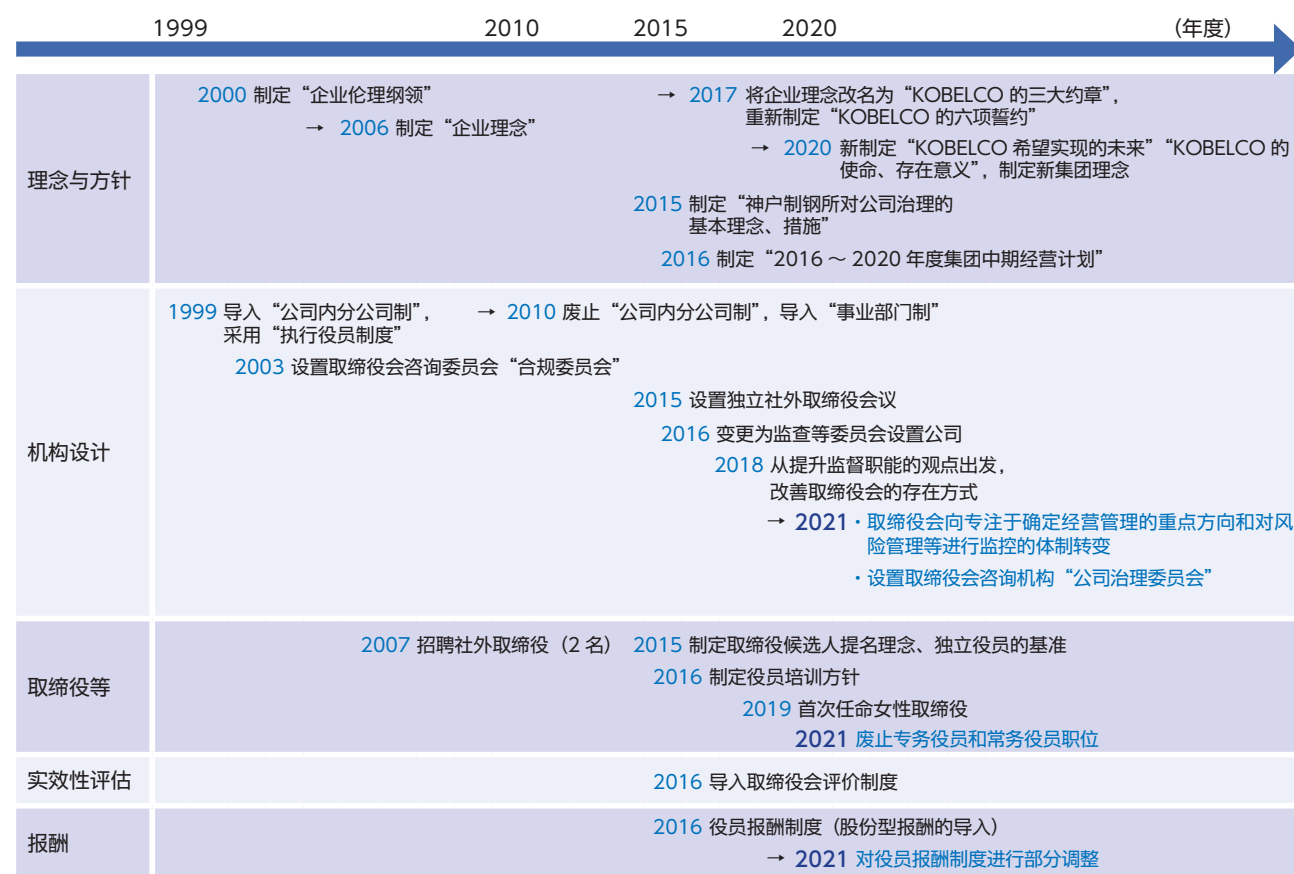 1999 2010 2015 2020 (年度)
理念与方针
2000 制定“企业伦理纲领”
→ 2006 制定“企业理念”
→ 2017 将企业理念改名为“KOBELCO 的三大约章”,
重新制定“KOBELCO 的六项誓约”
→ 2020 新制定“KOBELCO 希望实现的未来”“KOBELCO 的
使命、存在意义”, 制定新集团理念
2015 制定“神户制钢所对公司治理的
基本理念、措施”
2016 制定“2016 ～ 2020 年度集团中期经营计划”
机构设计
1999 导入“公司内分公司制”,
采用“执行役员制度”
→ 2010 废止“公司内分公司制”, 导入“事业部门制”
2003 设置取缔役会咨询委员会“合规委员会”
2015 设置独立社外取缔役会议
2016 变更为监查等委员会设置公司
2018 从提升监督职能的观点出发,
改善取缔役会的存在方式
→ 2021 ・取缔役会向专注于确定经营管理的重点方向和对风
险管理等进行监控的体制转变
・设置取缔役会咨询机构“公司治理委员会”
取缔役等
2007 招聘社外取缔役（2 名）
2015 制定取缔役候选人提名理念、独立役员的基准
2016 制定役员培训方针
2019 首次任命女性取缔役
2021 废止专务役员和常务役员职位
实效性评估
2016 导入取缔役会评价制度
报酬
2016 役员报酬制度（股份型报酬的导入）
→ 2021 对役员报酬制度进行部分调整